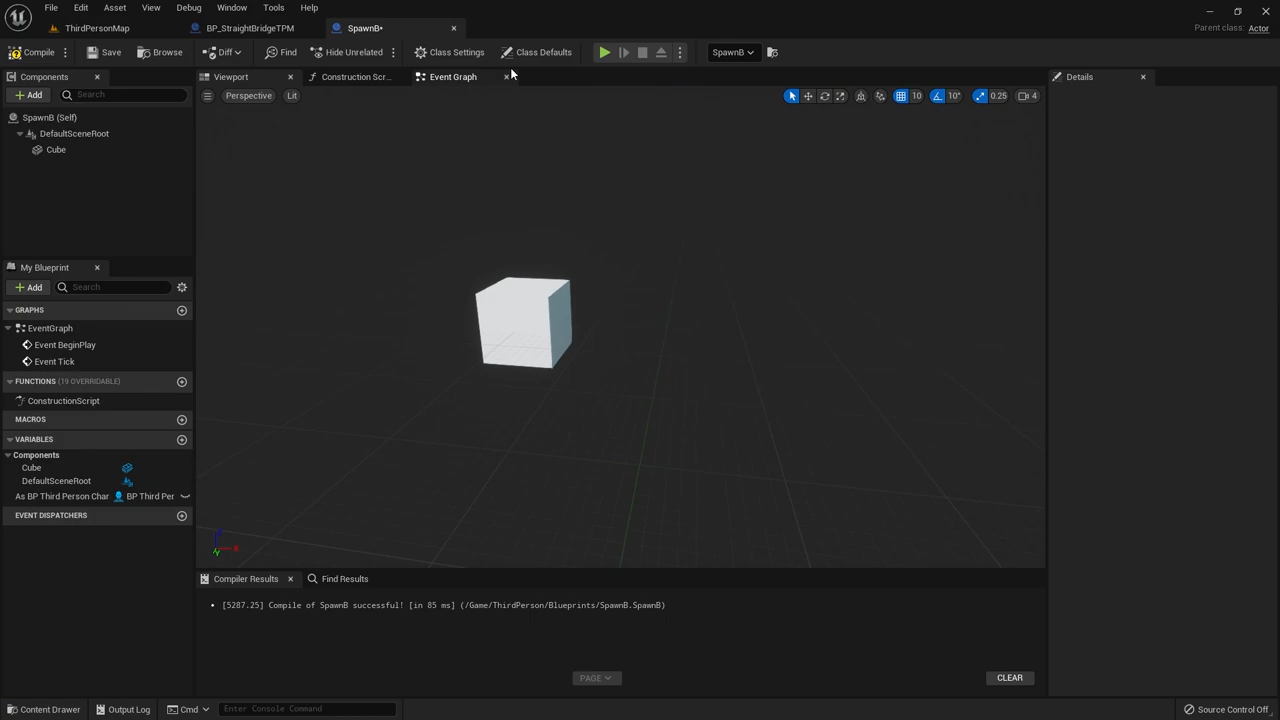 File Edit Asset View Debug Window Tools Help
ThirdPersonMap BP_StraightBridgeTPM SpawnB• Parent class: Actor
Compile Save Browse Diff Find Hide Unrelated Class Settings Class Defaults SpawnB
Components Viewport Construction Scr... Event Graph Details
Add Search Perspective Lit 10 10° 0.25 4
SpawnB (Self)
DefaultSceneRoot
Cube
My Blueprint
Add Search
GRAPHS
EventGraph
Event BeginPlay
Event Tick
FUNCTIONS (19 OVERRIDABLE)
ConstructionScript
MACROS
VARIABLES
Components
Cube
DefaultSceneRoot
As BP Third Person Char BP Third Per
EVENT DISPATCHERS
Compiler Results Find Results
[5287.25] Compile of SpawnB successful! [in 85 ms] (/Game/ThirdPerson/Blueprints/SpawnB.SpawnB)
PAGE CLEAR
Content Drawer Output Log Cmd Enter Console Command Source Control Off